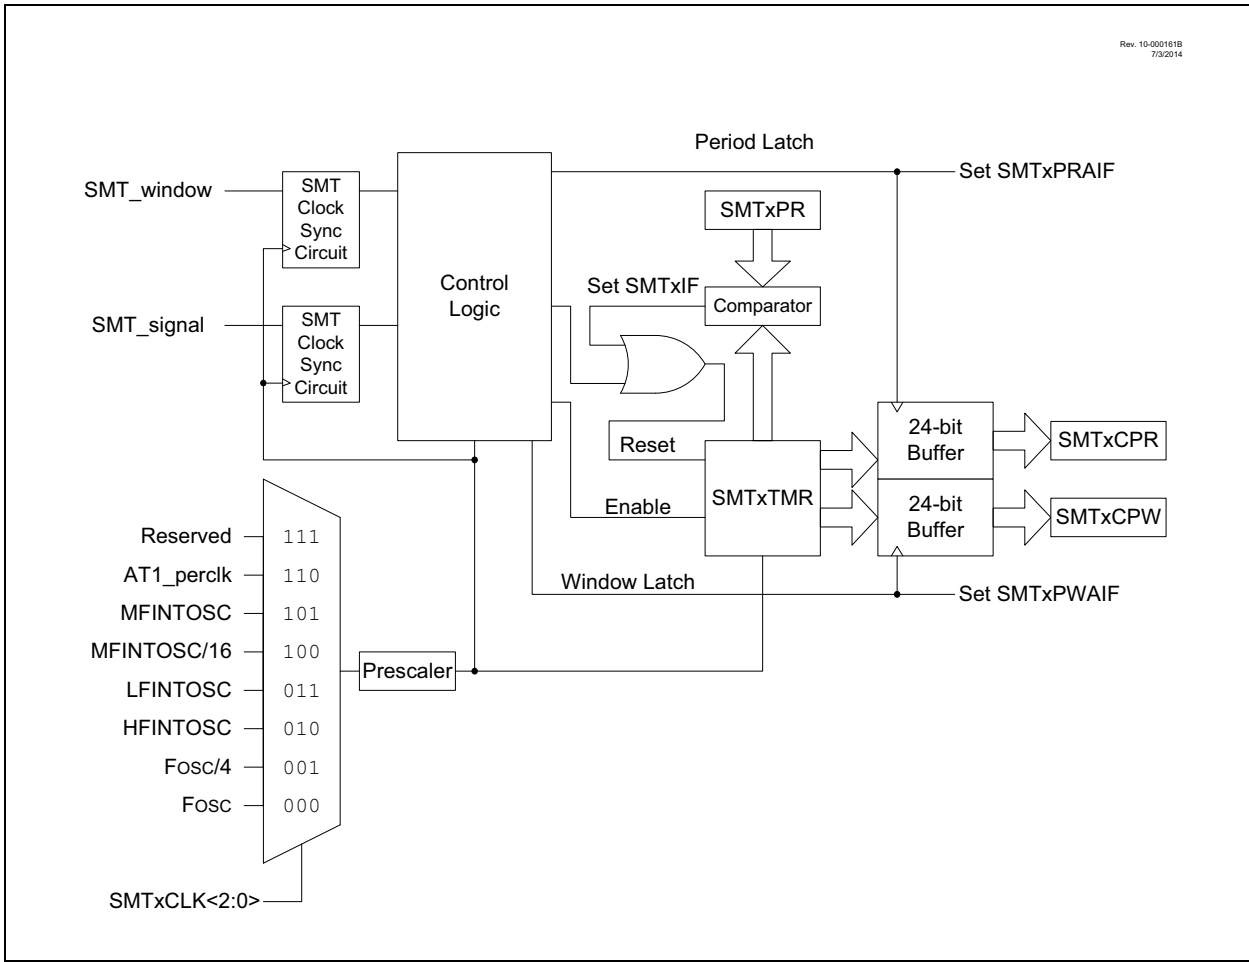 Rev. 10-000161B
7/3/2014
Period Latch
SMT_window
SMT
Clock
Sync
Circuit
Set SMTxPRAIF
SMTxPR
Control
Logic
Set SMTxIF
Comparator
SMT_signal
SMT
Clock
Sync
Circuit
24-bit
Buffer
SMTxCPR
Reset
SMTxTMR
Enable
24-bit
Buffer
SMTxCPW
Window Latch
Set SMTxPWAIF
Reserved 111
AT1_perclk 110
MFINTOSC 101
MFINTOSC/16 100
Prescaler
LFINTOSC 011
HFINTOSC 010
FOSC/4 001
FOSC 000
SMTxCLK<2:0>